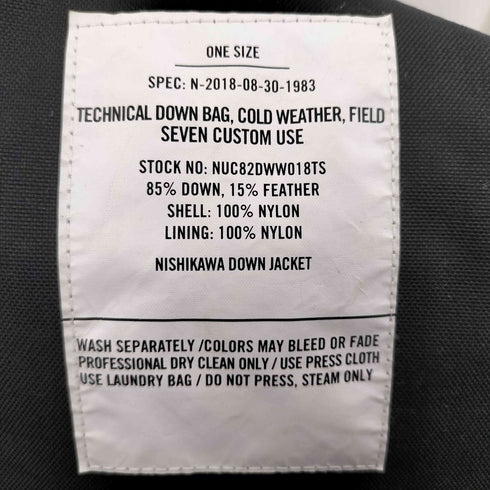 ONE SIZE
SPEC: N-2018-08-30-1983
TECHNICAL DOWN BAG, COLD WEATHER, FIELD
SEVEN CUSTOM USE
STOCK NO: NUC82DWW018TS
85% DOWN, 15% FEATHER
SHELL: 100% NYLON
LINING: 100% NYLON
NISHIKAWA DOWN JACKET
WASH SEPARATELY /COLORS MAY BLEED OR FADE
PROFESSIONAL DRY CLEAN ONLY / USE PRESS CLOTH
USE LAUNDRY BAG / DO NOT PRESS, STEAM ONLY